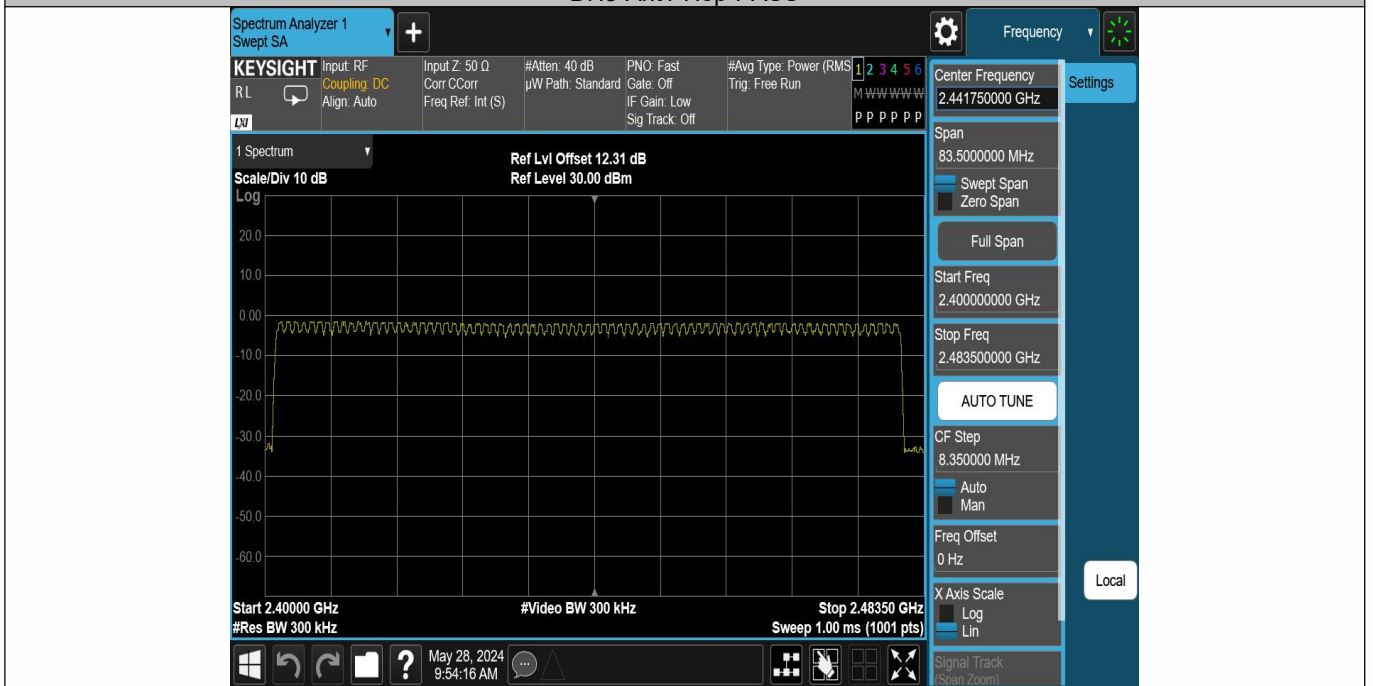 Spectrum Analyzer 1
Swept SA
+
Frequency
KEYSIGHT
RL
LXI
Input: RF
Coupling: DC
Align: Auto
Input Z: 50 Ω
Corr CCorr
Freq Ref: Int (S)
#Atten: 40 dB
µW Path: Standard
PNO: Fast
Gate: Off
IF Gain: Low
Sig Track: Off
#Avg Type: Power (RMS
Trig: Free Run
1 2 3 4 5 6
M W W W W W
P P P P P P
1 Spectrum
Scale/Div 10 dB
Ref Lvl Offset 12.31 dB
Ref Level 30.00 dBm
Log
20.0
10.0
0.00
-10.0
-20.0
-30.0
-40.0
-50.0
-60.0
Start 2.40000 GHz
#Res BW 300 kHz
#Video BW 300 kHz
Stop 2.48350 GHz
Sweep 1.00 ms (1001 pts)
Center Frequency
2.441750000 GHz
Settings
Span
83.5000000 MHz
Swept Span
Zero Span
Full Span
Start Freq
2.400000000 GHz
Stop Freq
2.483500000 GHz
AUTO TUNE
CF Step
8.350000 MHz
Auto
Man
Freq Offset
0 Hz
X Axis Scale
Log
Lin
Signal Track
(Span Zoom)
Local
?
May 28, 2024
9:54:16 AM